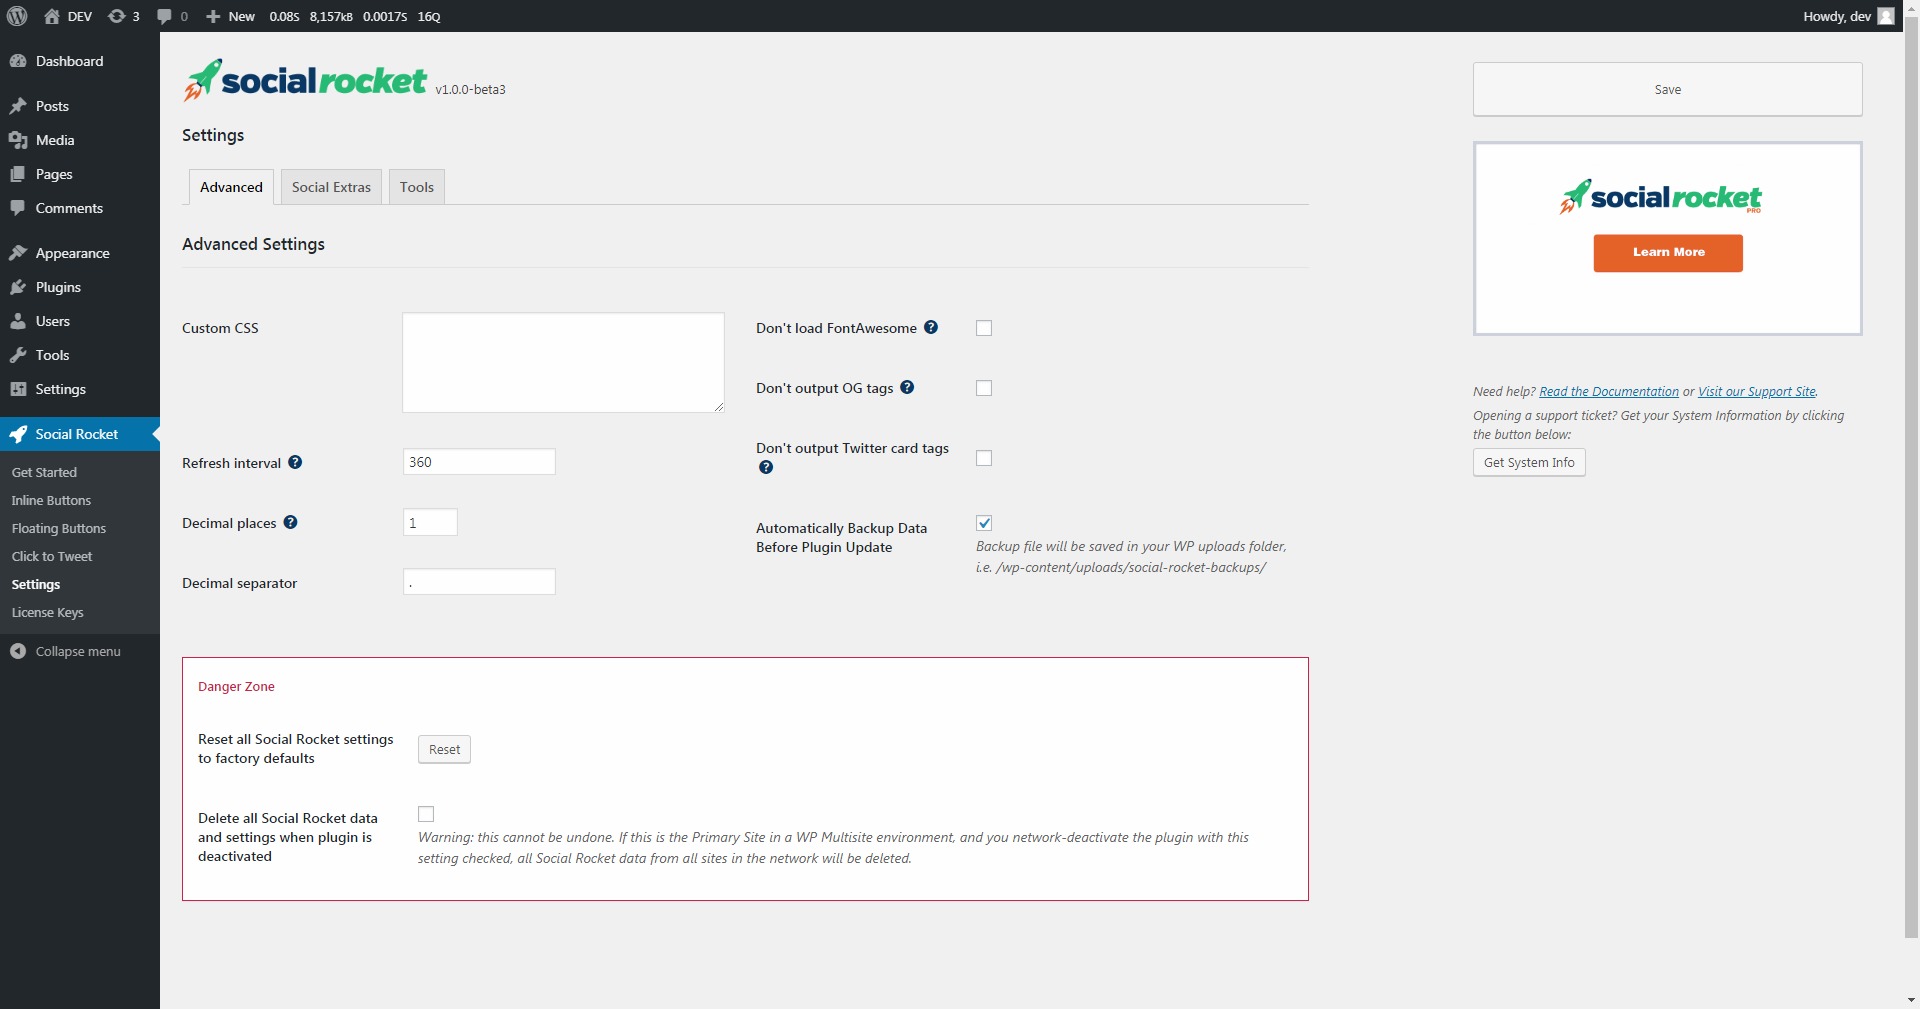 DEV 3 0 New 0.08s 8,157kB 0.0017s 16Q Howdy, dev
Dashboard
Posts
Media
Pages
Comments
Appearance
Plugins
Users
Tools
Settings
Social Rocket
Get Started
Inline Buttons
Floating Buttons
Click to Tweet
Settings
License Keys
Collapse menu
socialrocket v1.0.0-beta3
Settings
Advanced Social Extras Tools
Advanced Settings
Custom CSS
Refresh interval ? 360
Decimal places ? 1
Decimal separator .
Don't load FontAwesome ?
Don't output OG tags ?
Don't output Twitter card tags
?
Automatically Backup Data
Before Plugin Update
Backup file will be saved in your WP uploads folder,
i.e. /wp-content/uploads/social-rocket-backups/
Danger Zone
Reset all Social Rocket settings
to factory defaults
Reset
Delete all Social Rocket data
and settings when plugin is
deactivated
Warning: this cannot be undone. If this is the Primary Site in a WP Multisite environment, and you network-deactivate the plugin with this
setting checked, all Social Rocket data from all sites in the network will be deleted.
Save
socialrocket
PRO
Learn More
Need help? Read the Documentation or Visit our Support Site.
Opening a support ticket? Get your System Information by clicking
the button below:
Get System Info